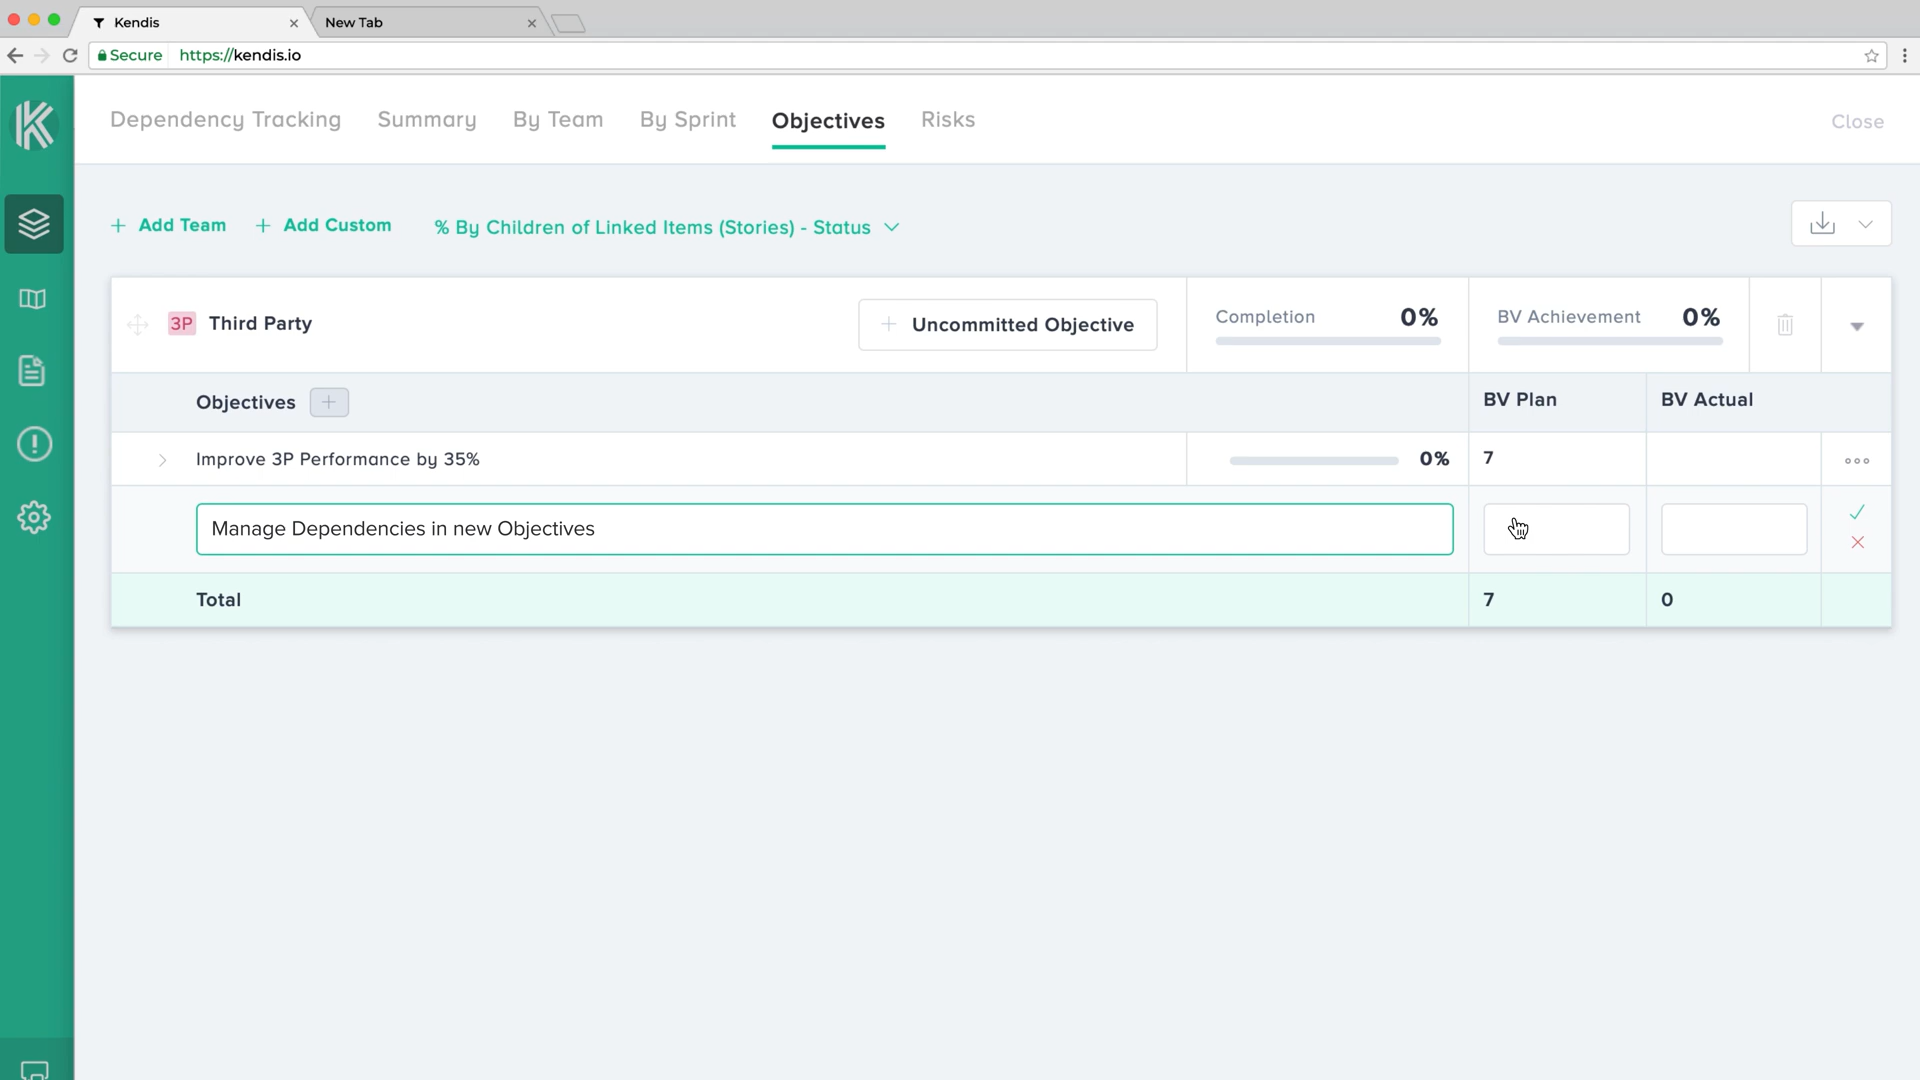 Kendis
New Tab
Secure https://kendis.io
Dependency Tracking Summary By Team By Sprint Objectives Risks Close
+ Add Team + Add Custom % By Children of Linked Items (Stories) - Status
3P Third Party + Uncommitted Objective Completion 0% BV Achievement 0%
Objectives + BV Plan BV Actual
Improve 3P Performance by 35% 0% 7
Manage Dependencies in new Objectives
Total 7 0